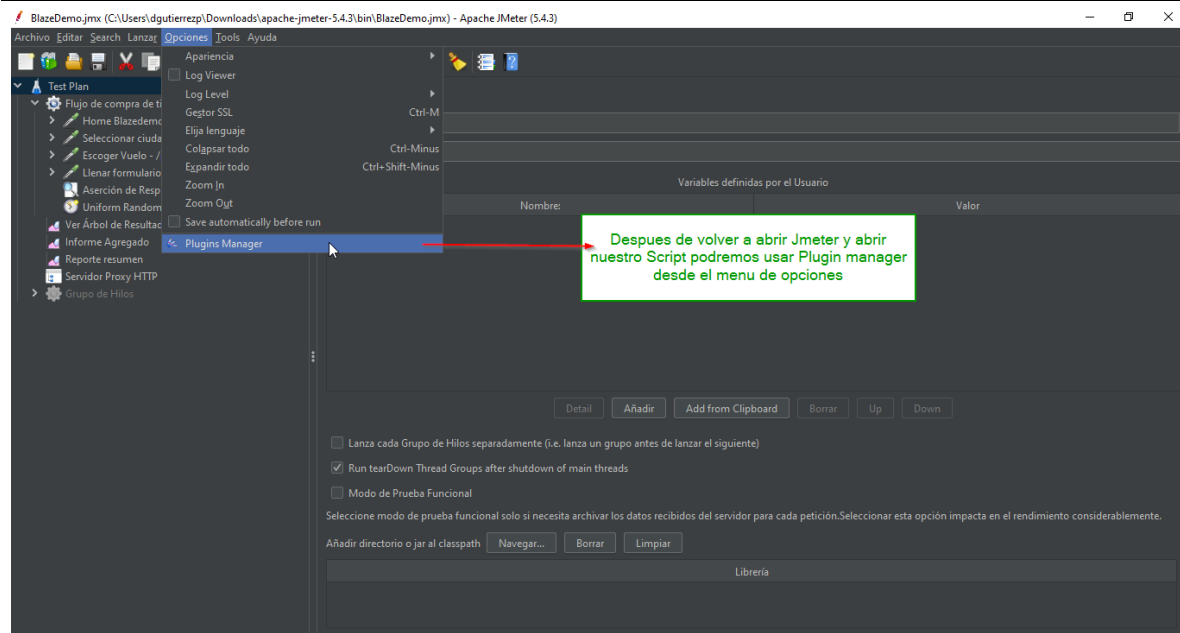 BlazeDemo.jmx (C:\Users\dgutierrezp\Downloads\apache-jmeter-5.4.3\bin\BlazeDemo.jmx) - Apache JMeter (5.4.3)
Archivo Editar Search Lanzar Opciones Tools Ayuda
Apariencia
Log Viewer
Log Level
Gestor SSL Ctrl-M
Elija lenguaje
Colapsar todo Ctrl-Minus
Expandir todo Ctrl+Shift-Minus
Zoom In
Zoom Out
Save automatically before run
Plugins Manager
Test Plan
Flujo de compra de ti
Home Blazedemo
Seleccionar ciuda
Escoger Vuelo - /
Llenar formulario
Aserción de Resp
Uniform Random
Ver Árbol de Resultad
Informe Agregado
Reporte resumen
Servidor Proxy HTTP
Grupo de Hilos
Variables definidas por el Usuario
Nombre: Valor
Despues de volver a abrir Jmeter y abrir
nuestro Script podremos usar Plugin manager
desde el menu de opciones
Detail Añadir Add from Clipboard Borrar Up Down
Lanza cada Grupo de Hilos separadamente (i.e. lanza un grupo antes de lanzar el siguiente)
Run tearDown Thread Groups after shutdown of main threads
Modo de Prueba Funcional
Seleccione modo de prueba funcional solo si necesita archivar los datos recibidos del servidor para cada petición.Seleccionar esta opción impacta en el rendimiento considerablemente.
Añadir directorio o jar al classpath Navegar... Borrar Limpiar
Librería